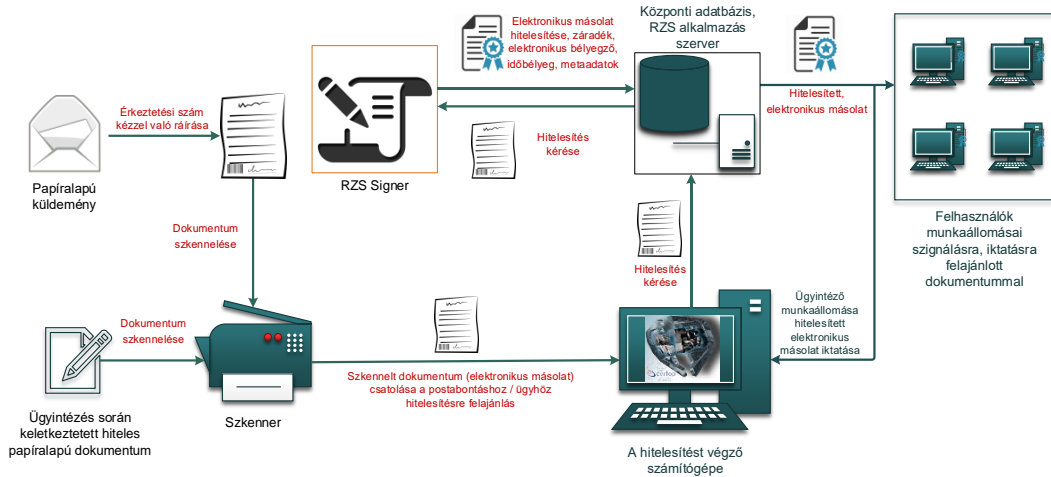 Elektronikus másolat
hitelesítése, záradék,
elektronikus bélyegző,
időbélyeg, metaadatok
Központi adatbázis,
RZS alkalmazás
szerver
Érkeztetési szám
kézzel való ráírása
Hitelesítés
kérése
Hitelesített,
elektronikus másolat
Papíralapú
küldemény
RZS Signer
Felhasználók
munkaállomásai
szignálásra, iktatásra
felajánlott
dokumentummal
Dokumentum
szkennelése
Hitelesítés
kérése
Ügyintéző
munkaállomása
hitelesített
elektronikus
másolat iktatása
Dokumentum
szkennelése
Szkennelt dokumentum (elektronikus másolat)
csatolása a postabontáshoz / ügyhöz
hitelesítésre felajánlás
Ügyintézés során
keletkeztetett hiteles
papíralapú dokumentum
Szkenner
A hitelesítést végző
számítógépe